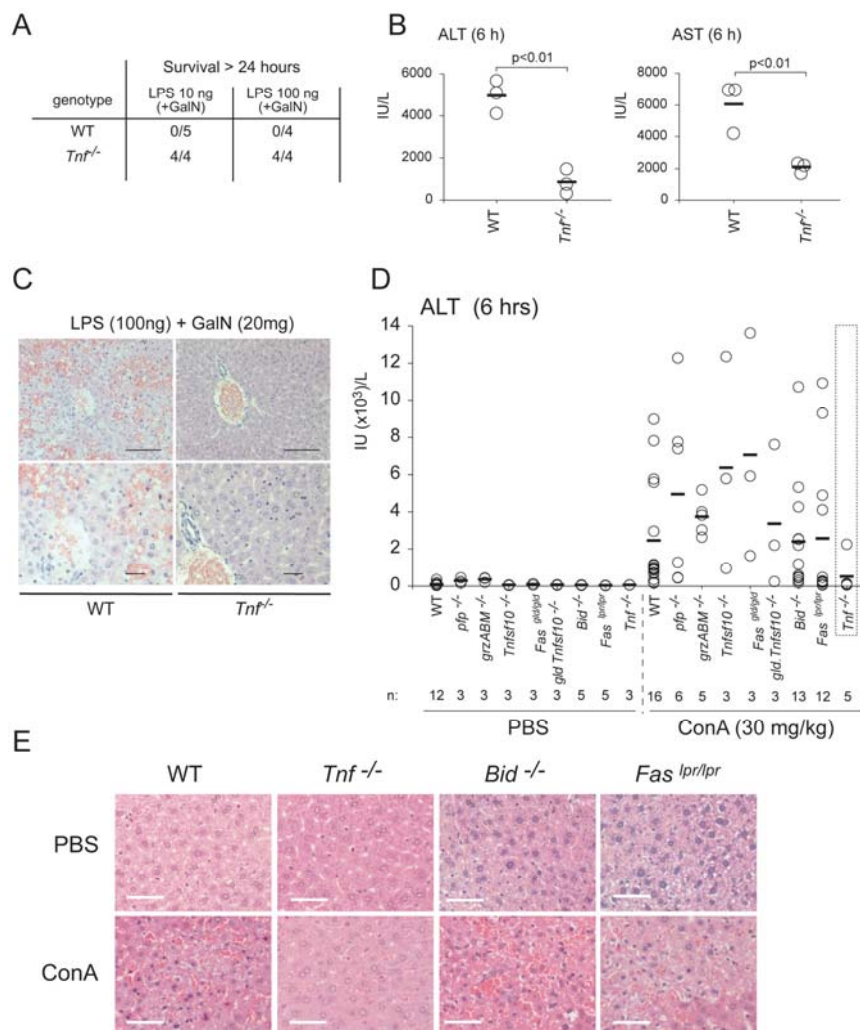 A
Survival > 24 hours
genotype
LPS 10 ng (+GalN)
LPS 100 ng (+GalN)
WT 0/5 0/4
Tnf-/- 4/4 4/4
B
ALT (6 h)
p<0.01
IU/L
6000
4000
2000
0
WT
Tnf-/-
AST (6 h)
p<0.01
IU/L
8000
6000
4000
2000
0
WT
Tnf-/-
C
LPS (100ng) + GalN (20mg)
WT
Tnf-/-
D
ALT (6 hrs)
IU (x10³)/L
14
12
10
8
6
4
2
0
WT
pfp -/-
grzABM -/-
Tnfsf10 -/-
Fas gld/gld
gld Tnfsf10 -/-
Bid -/-
Fas lpr/lpr
Tnf -/-
WT
pfp -/-
grzABM -/-
Tnfsf10 -/-
Fas gld/gld
gld.Tnfsf10 -/-
Bid -/-
Fas lpr/lpr
Tnf -/-
n: 12 3 3 3 3 3 5 5 3 16 6 5 3 3 3 13 12 5
PBS
ConA (30 mg/kg)
E
WT Tnf -/- Bid -/- Fas lpr/lpr
PBS
ConA